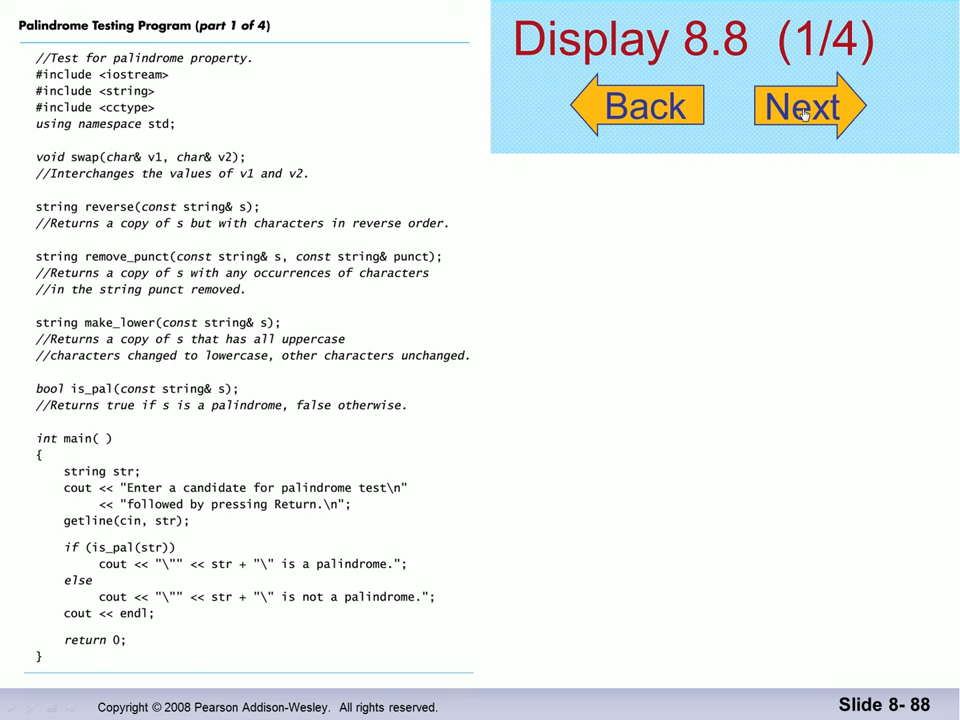 Palindrome Testing Program (part 1 of 4)
//Test for palindrome property.
#include <iostream>
#include <string>
#include <cctype>
using namespace std;
void swap(char& v1, char& v2);
//Interchanges the values of v1 and v2.
string reverse(const string& s);
//Returns a copy of s but with characters in reverse order.
string remove_punct(const string& s, const string& punct);
//Returns a copy of s with any occurrences of characters
//in the string punct removed.
string make_lower(const string& s);
//Returns a copy of s that has all uppercase
//characters changed to lowercase, other characters unchanged.
bool is_pal(const string& s);
//Returns true if s is a palindrome, false otherwise.
int main( )
{
    string str;
    cout << "Enter a candidate for palindrome test\n"
         << "followed by pressing Return.\n";
    getline(cin, str);
    if (is_pal(str))
         cout << "\"" << str + "\" is a palindrome.";
    else
         cout << "\"" << str + "\" is not a palindrome.";
    cout << endl;
    return 0;
}
Display 8.8 (1/4)
Back
Next
Copyright © 2008 Pearson Addison-Wesley. All rights reserved.
Slide 8- 88